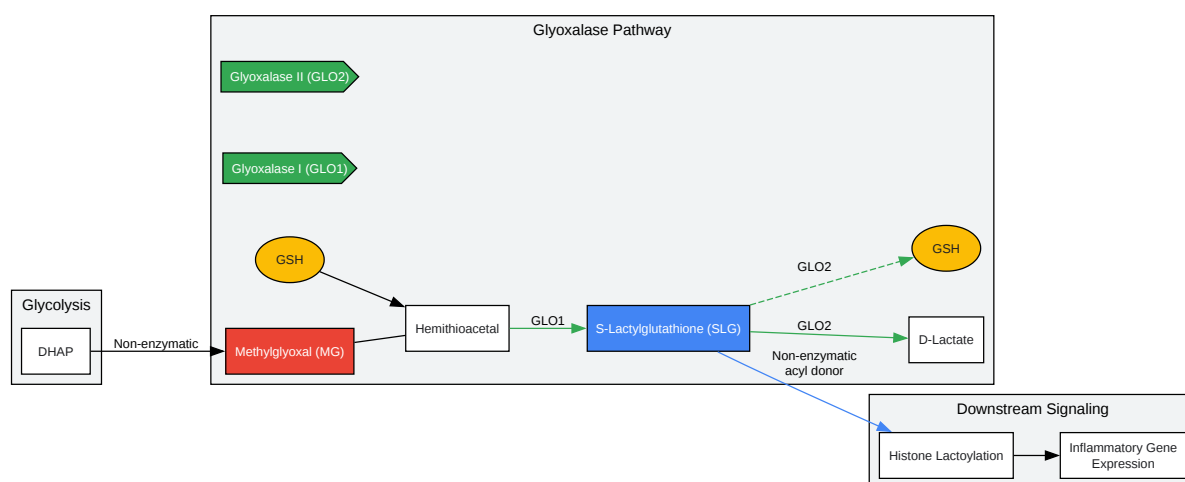 Glyoxalase Pathway
Glyoxalase II (GLO2)
Glyoxalase I (GLO1)
GSH
GSH
GLO2
Glycolysis
DHAP
Non-enzymatic
Methylglyoxal (MG)
Hemithioacetal
GLO1
S-Lactylglutathione (SLG)
GLO2
D-Lactate
Non-enzymatic
acyl donor
Downstream Signaling
Histone Lactoylation
Inflammatory Gene
Expression